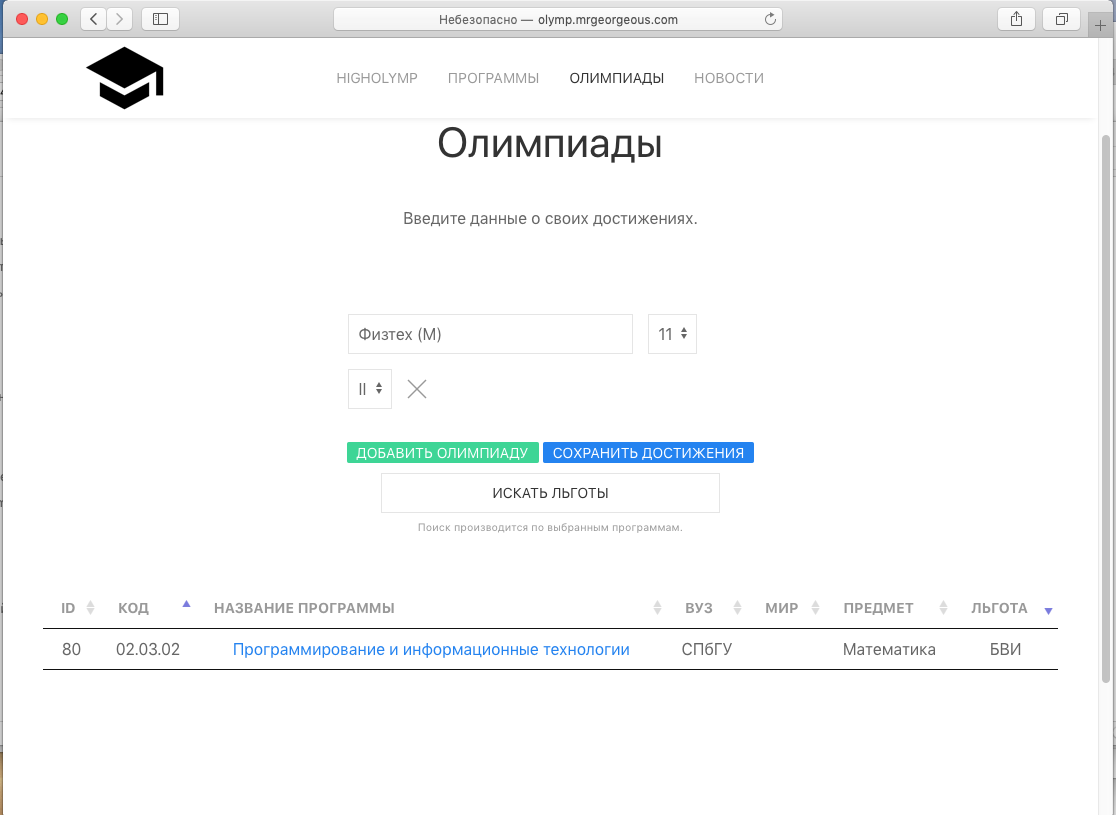 Небезопасно — olymp.mrgeorgeous.com
HIGHOLYMP ПРОГРАММЫ ОЛИМПИАДЫ НОВОСТИ
Олимпиады
Введите данные о своих достижениях.
Физтех (М) 11
II
ДОБАВИТЬ ОЛИМПИАДУ СОХРАНИТЬ ДОСТИЖЕНИЯ
ИСКАТЬ ЛЬГОТЫ
Поиск производится по выбранным программам.
ID КОД НАЗВАНИЕ ПРОГРАММЫ ВУЗ МИР ПРЕДМЕТ ЛЬГОТА
80 02.03.02 Программирование и информационные технологии СПбГУ Математика БВИ